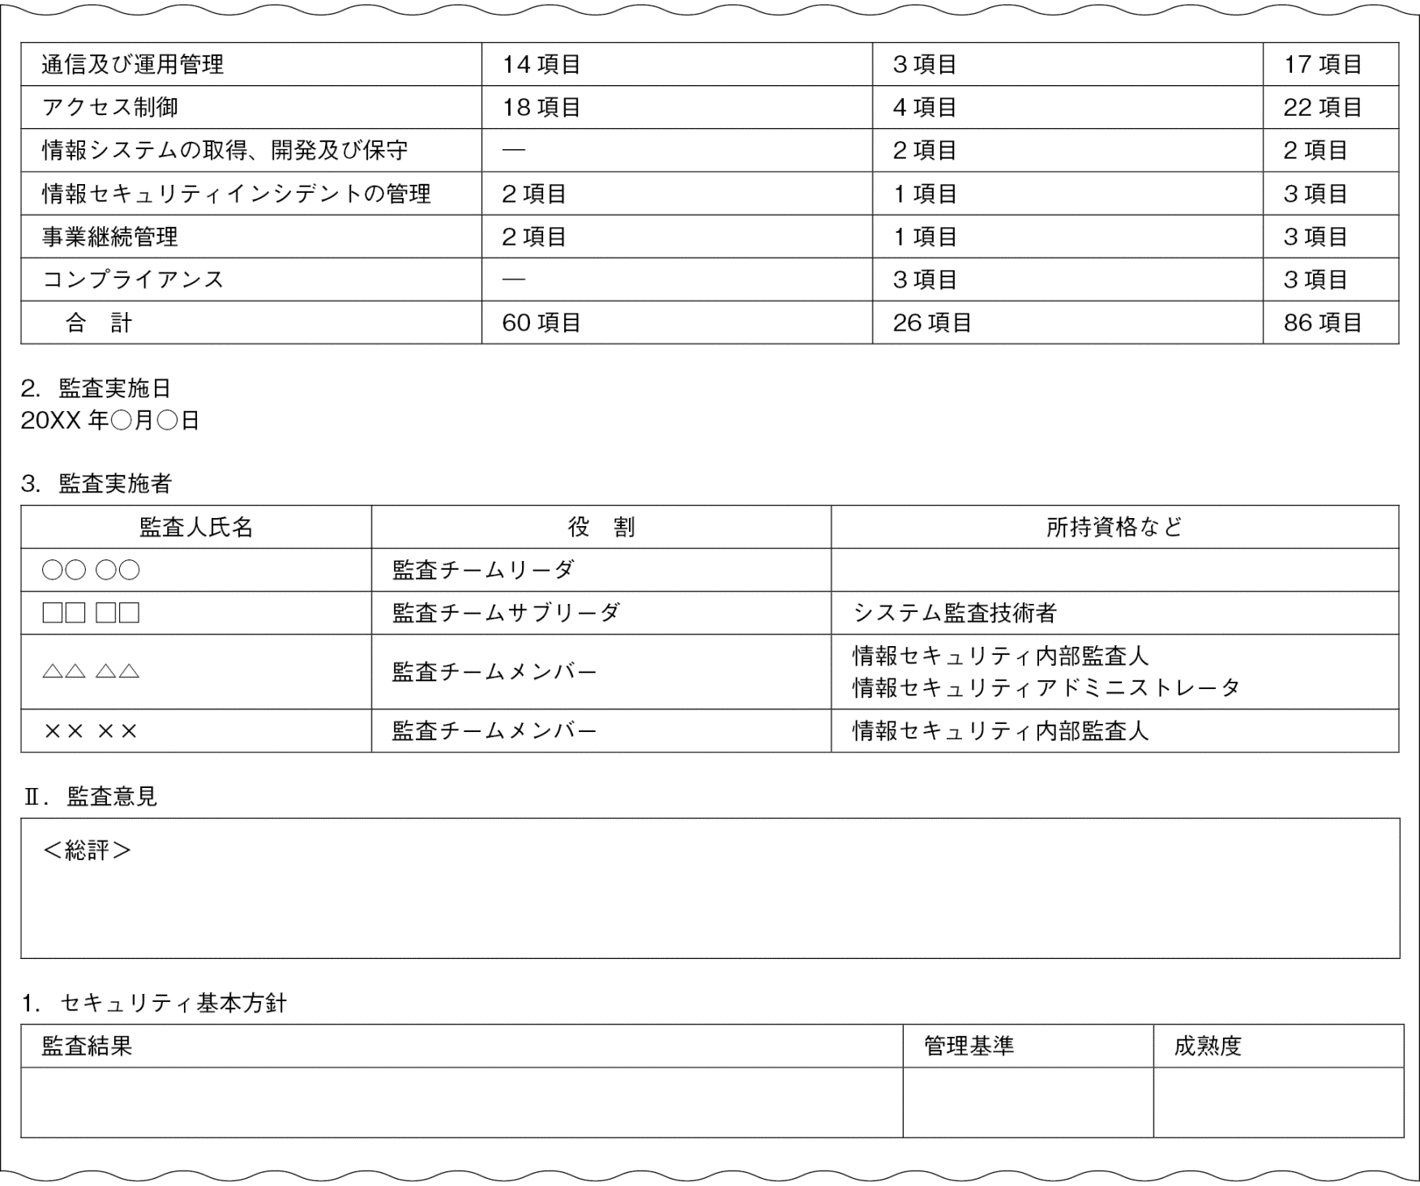 通信及び運用管理 14 項目 3 項目 17 項目
アクセス制御 18 項目 4 項目 22 項目
情報システムの取得、開発及び保守 ― 2 項目 2 項目
情報セキュリティインシデントの管理 2 項目 1 項目 3 項目
事業継続管理 2 項目 1 項目 3 項目
コンプライアンス ― 3 項目 3 項目
合　計 60 項目 26 項目 86 項目
2. 監査実施日
20XX 年○月○日
3. 監査実施者
監査人氏名 役　割 所持資格など
○○ ○○ 監査チームリーダ
□□ □□ 監査チームサブリーダ システム監査技術者
△△ △△ 監査チームメンバー 情報セキュリティ内部監査人
情報セキュリティアドミニストレータ
×× ×× 監査チームメンバー 情報セキュリティ内部監査人
Ⅱ. 監査意見
＜総評＞
1. セキュリティ基本方針
監査結果 管理基準 成熟度